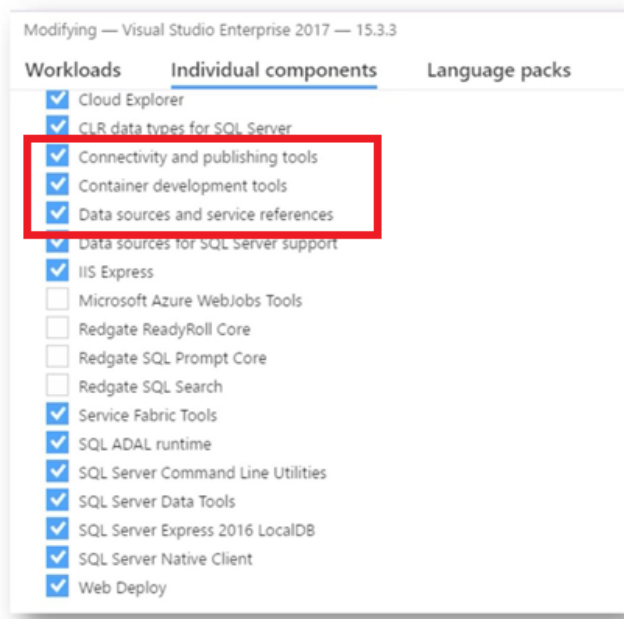 Modifying — Visual Studio Enterprise 2017 — 15.3.3
Workloads Individual components Language packs
Cloud Explorer
CLR data types for SQL Server
Connectivity and publishing tools
Container development tools
Data sources and service references
Data sources for SQL Server support
IIS Express
Microsoft Azure WebJobs Tools
Redgate ReadyRoll Core
Redgate SQL Prompt Core
Redgate SQL Search
Service Fabric Tools
SQL ADAL runtime
SQL Server Command Line Utilities
SQL Server Data Tools
SQL Server Express 2016 LocalDB
SQL Server Native Client
Web Deploy